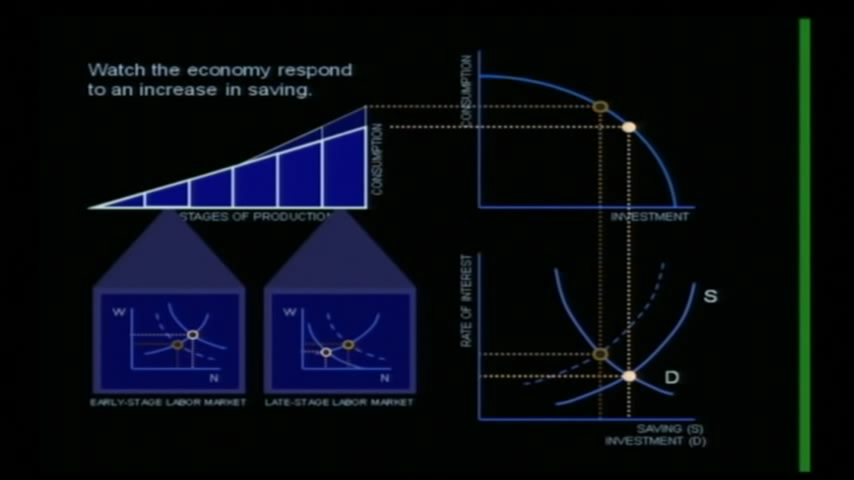 Watch the economy respond
to an increase in saving.
CONSUMPTION
CONSUMPTION
STAGES OF PRODUCTION
INVESTMENT
RATE OF INTEREST
S
D
W
N
W
N
EARLY-STAGE LABOR MARKET
LATE-STAGE LABOR MARKET
SAVING (S)
INVESTMENT (D)